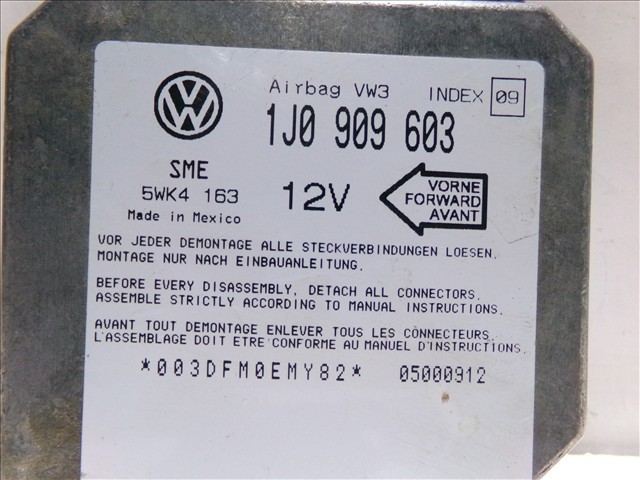 Airbag VW3 INDEX 09
1J0 909 603
SME
5WK4 163
Made in Mexico
12V
VORNE
FORWARD
AVANT
VOR JEDER DEMONTAGE ALLE STECKVERBINDUNGEN LOESEN.
MONTAGE NUR NACH EINBAUANLEITUNG.
BEFORE EVERY DISASSEMBLY, DETACH ALL CONNECTORS.
ASSEMBLE STRICTLY ACCORDING TO MANUAL INSTRUCTIONS.
AVANT TOUT DEMONTAGE ENLEVER TOUS LES CONNECTEURS.
L'ASSEMBLAGE DOIT ETRE CONFORME AU MANUEL D'INSTRUCTIONS.
*003DFM0EMY82* 05000912